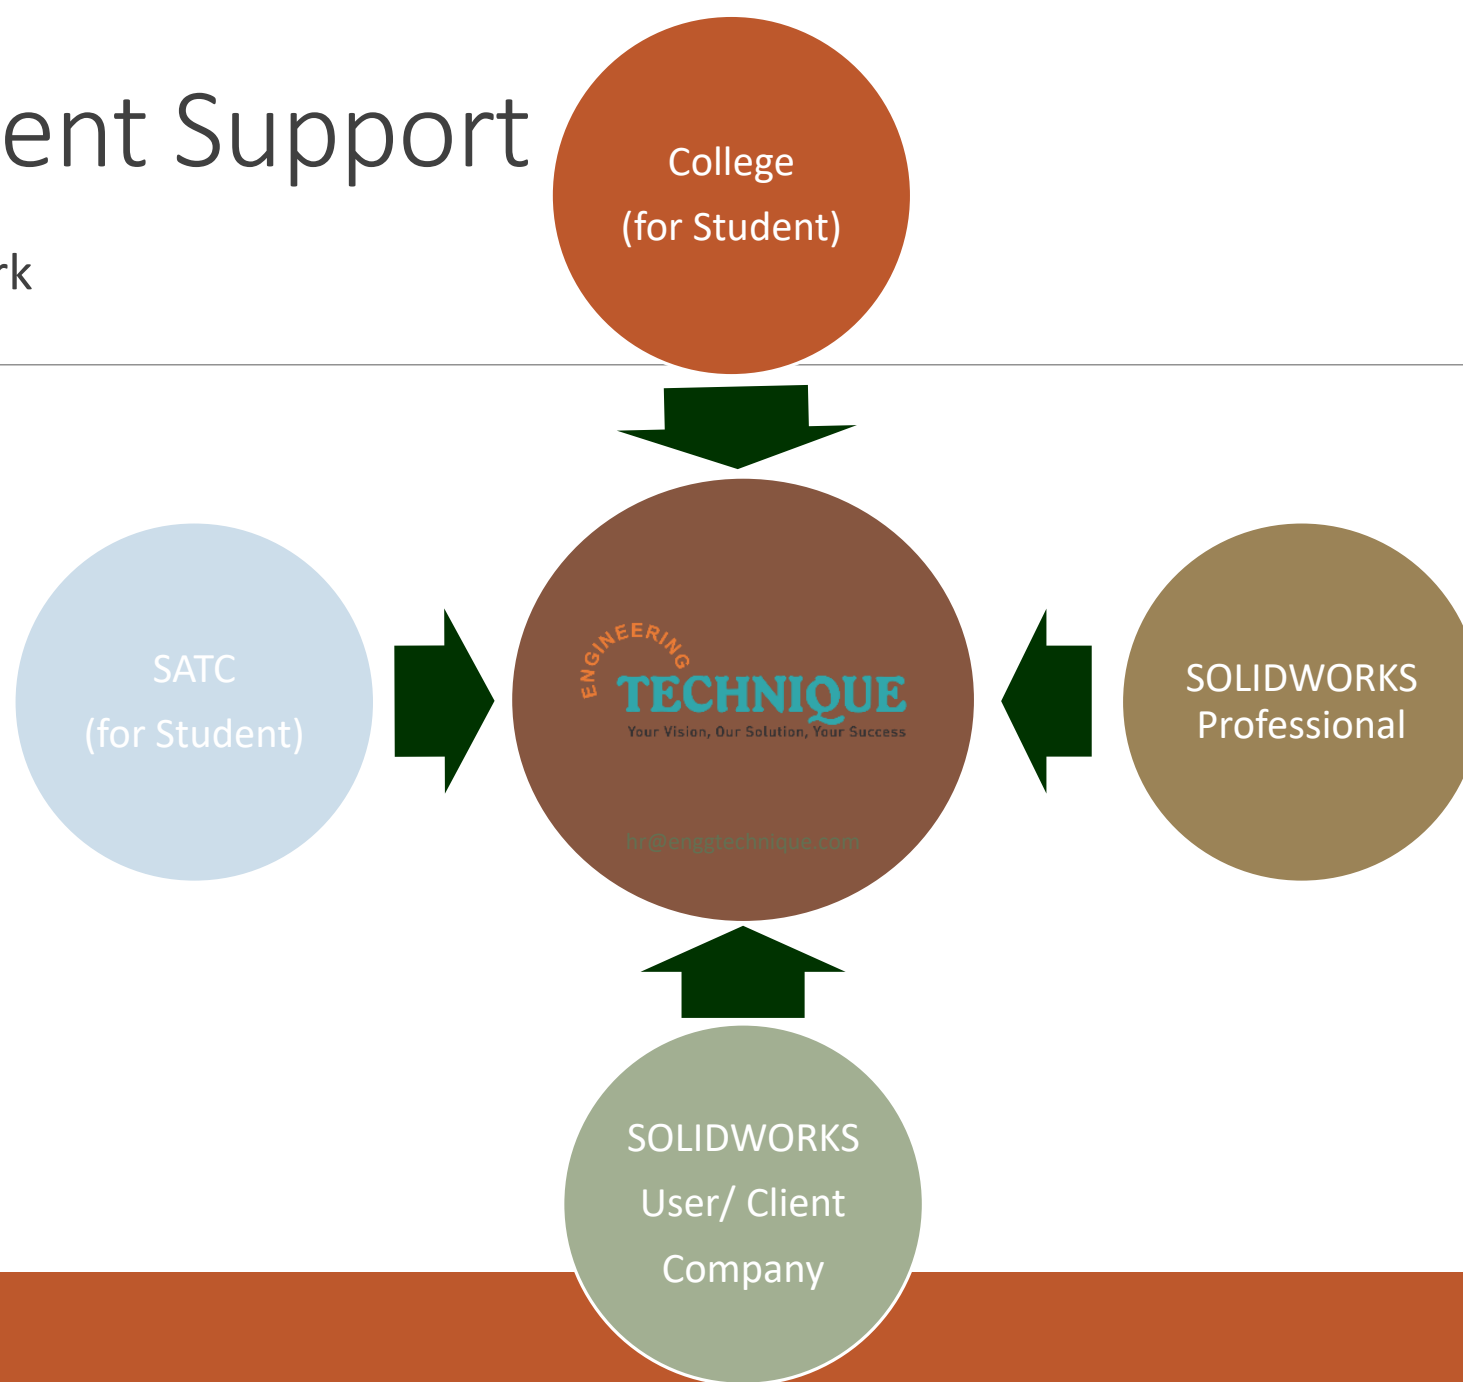 ent Support
rk
College
(for Student)
SATC
(for Student)
ENGINEERING
TECHNIQUE
Your Vision, Our Solution, Your Success
hr@enggtechnique.com
SOLIDWORKS
Professional
SOLIDWORKS
User/ Client
Company